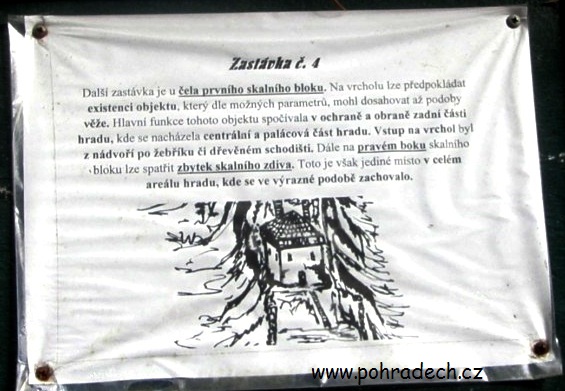 Zastávka č. 4
Další zastávka je u čela prvního skalního bloku. Na vrcholu lze předpokládat
existenci objektu, který dle možných parametrů, mohl dosahovat až podoby
věže. Hlavní funkce tohoto objektu spočívala v ochraně a obraně zadní části
hradu, kde se nacházela centrální a palácová část hradu. Vstup na vrchol byl
z nádvoří po žebříku či dřevěném schodišti. Dále na pravém boku skalního
bloku lze spatřit zbytek skalního zdiva. Toto je však jediné místo v celém
areálu hradu, kde se ve výrazné podobě zachovalo.
www.pohradech.cz